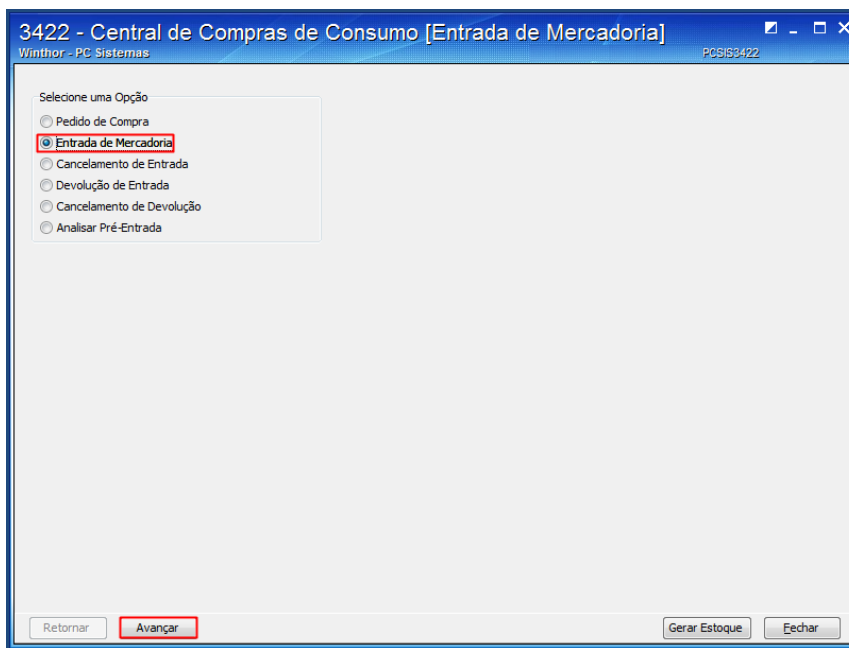 3422 - Central de Compras de Consumo [Entrada de Mercadoria]
Winthor - PC Sistemas
PCSIS3422
Selecione uma Opção
Pedido de Compra
Entrada de Mercadoria
Cancelamento de Entrada
Devolução de Entrada
Cancelamento de Devolução
Analisar Pré-Entrada
Retornar
Avançar
Gerar Estoque
Fechar